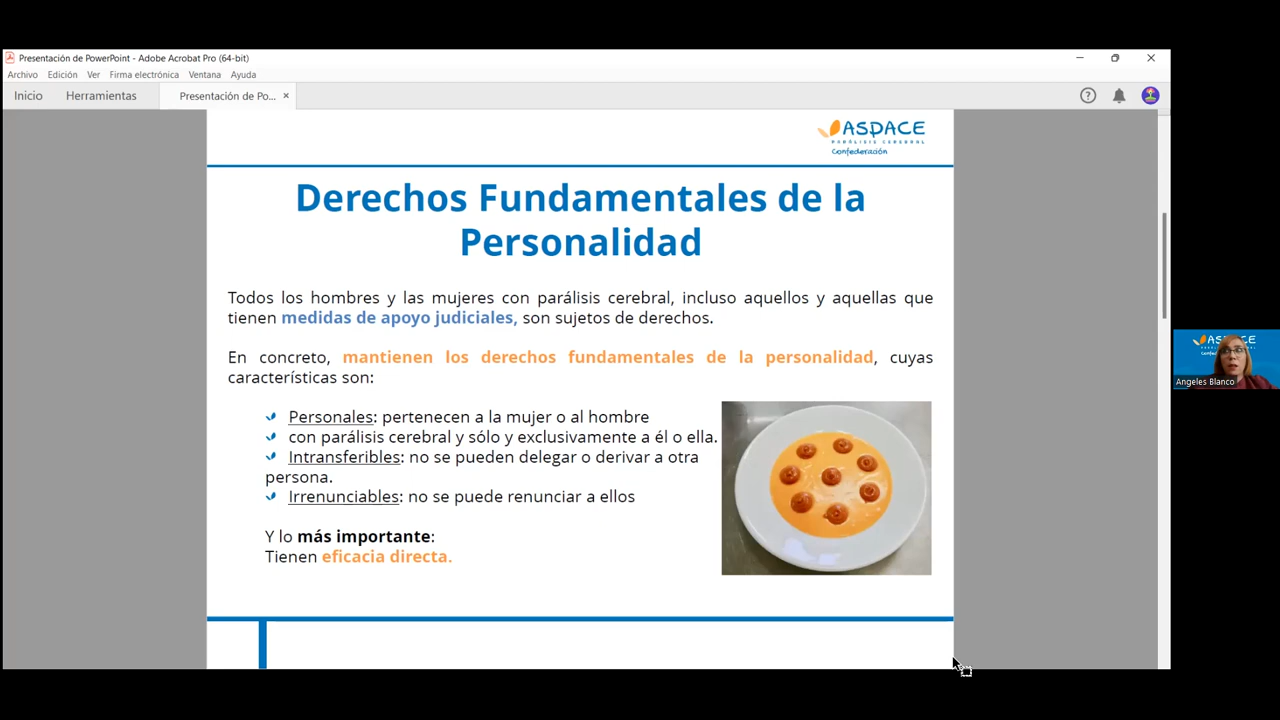 Presentación de PowerPoint - Adobe Acrobat Pro (64-bit)
Archivo Edición Ver Firma electrónica Ventana Ayuda
Inicio Herramientas Presentación de Po... ×
ASPACE
PARÁLISIS CEREBRAL
Confederación
Derechos Fundamentales de la
Personalidad
Todos los hombres y las mujeres con parálisis cerebral, incluso aquellos y aquellas que
tienen medidas de apoyo judiciales, son sujetos de derechos.
En concreto, mantienen los derechos fundamentales de la personalidad, cuyas
características son:
Personales: pertenecen a la mujer o al hombre
con parálisis cerebral y sólo y exclusivamente a él o ella.
Intransferibles: no se pueden delegar o derivar a otra
persona.
Irrenunciables: no se puede renunciar a ellos
Y lo más importante:
Tienen eficacia directa.
ASPACE
Angeles Blanco